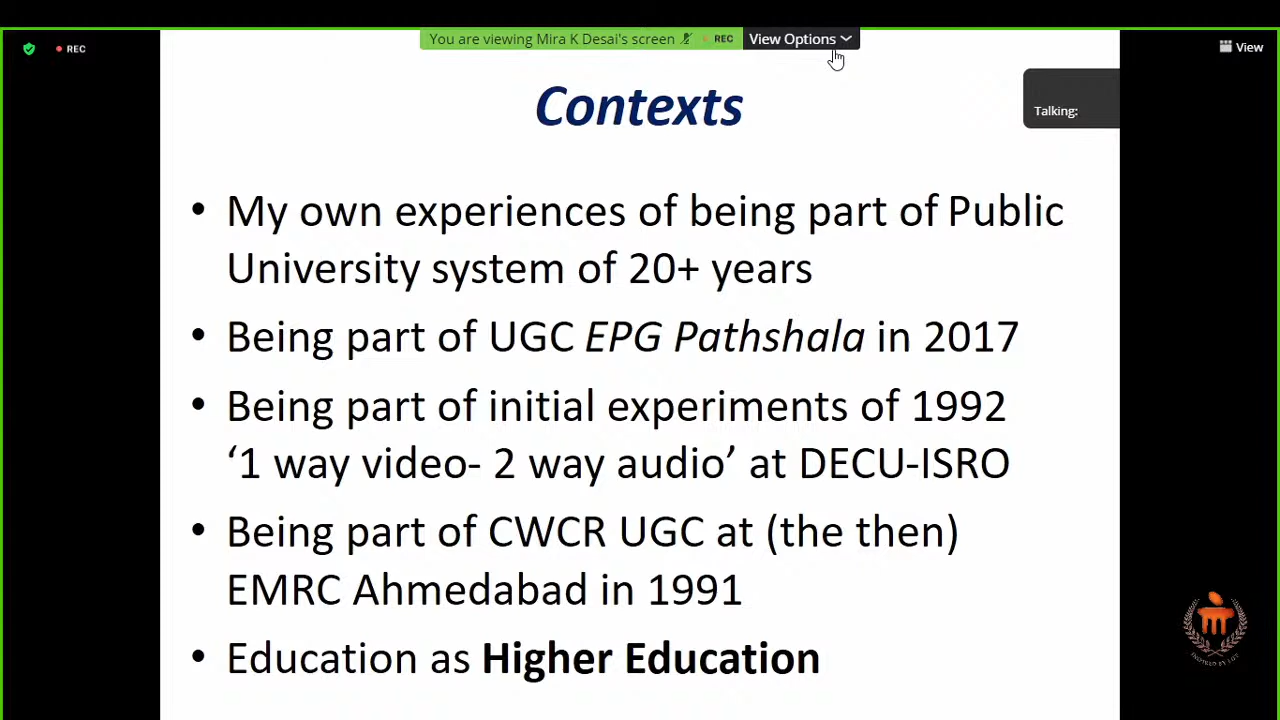 You are viewing Mira K Desai's screen
REC
View Options
REC
View
Talking:
Contexts
• My own experiences of being part of Public
University system of 20+ years
• Being part of UGC EPG Pathshala in 2017
• Being part of initial experiments of 1992
‘1 way video- 2 way audio’ at DECU-ISRO
• Being part of CWCR UGC at (the then)
EMRC Ahmedabad in 1991
• Education as Higher Education
INSPIRED BY LIFE